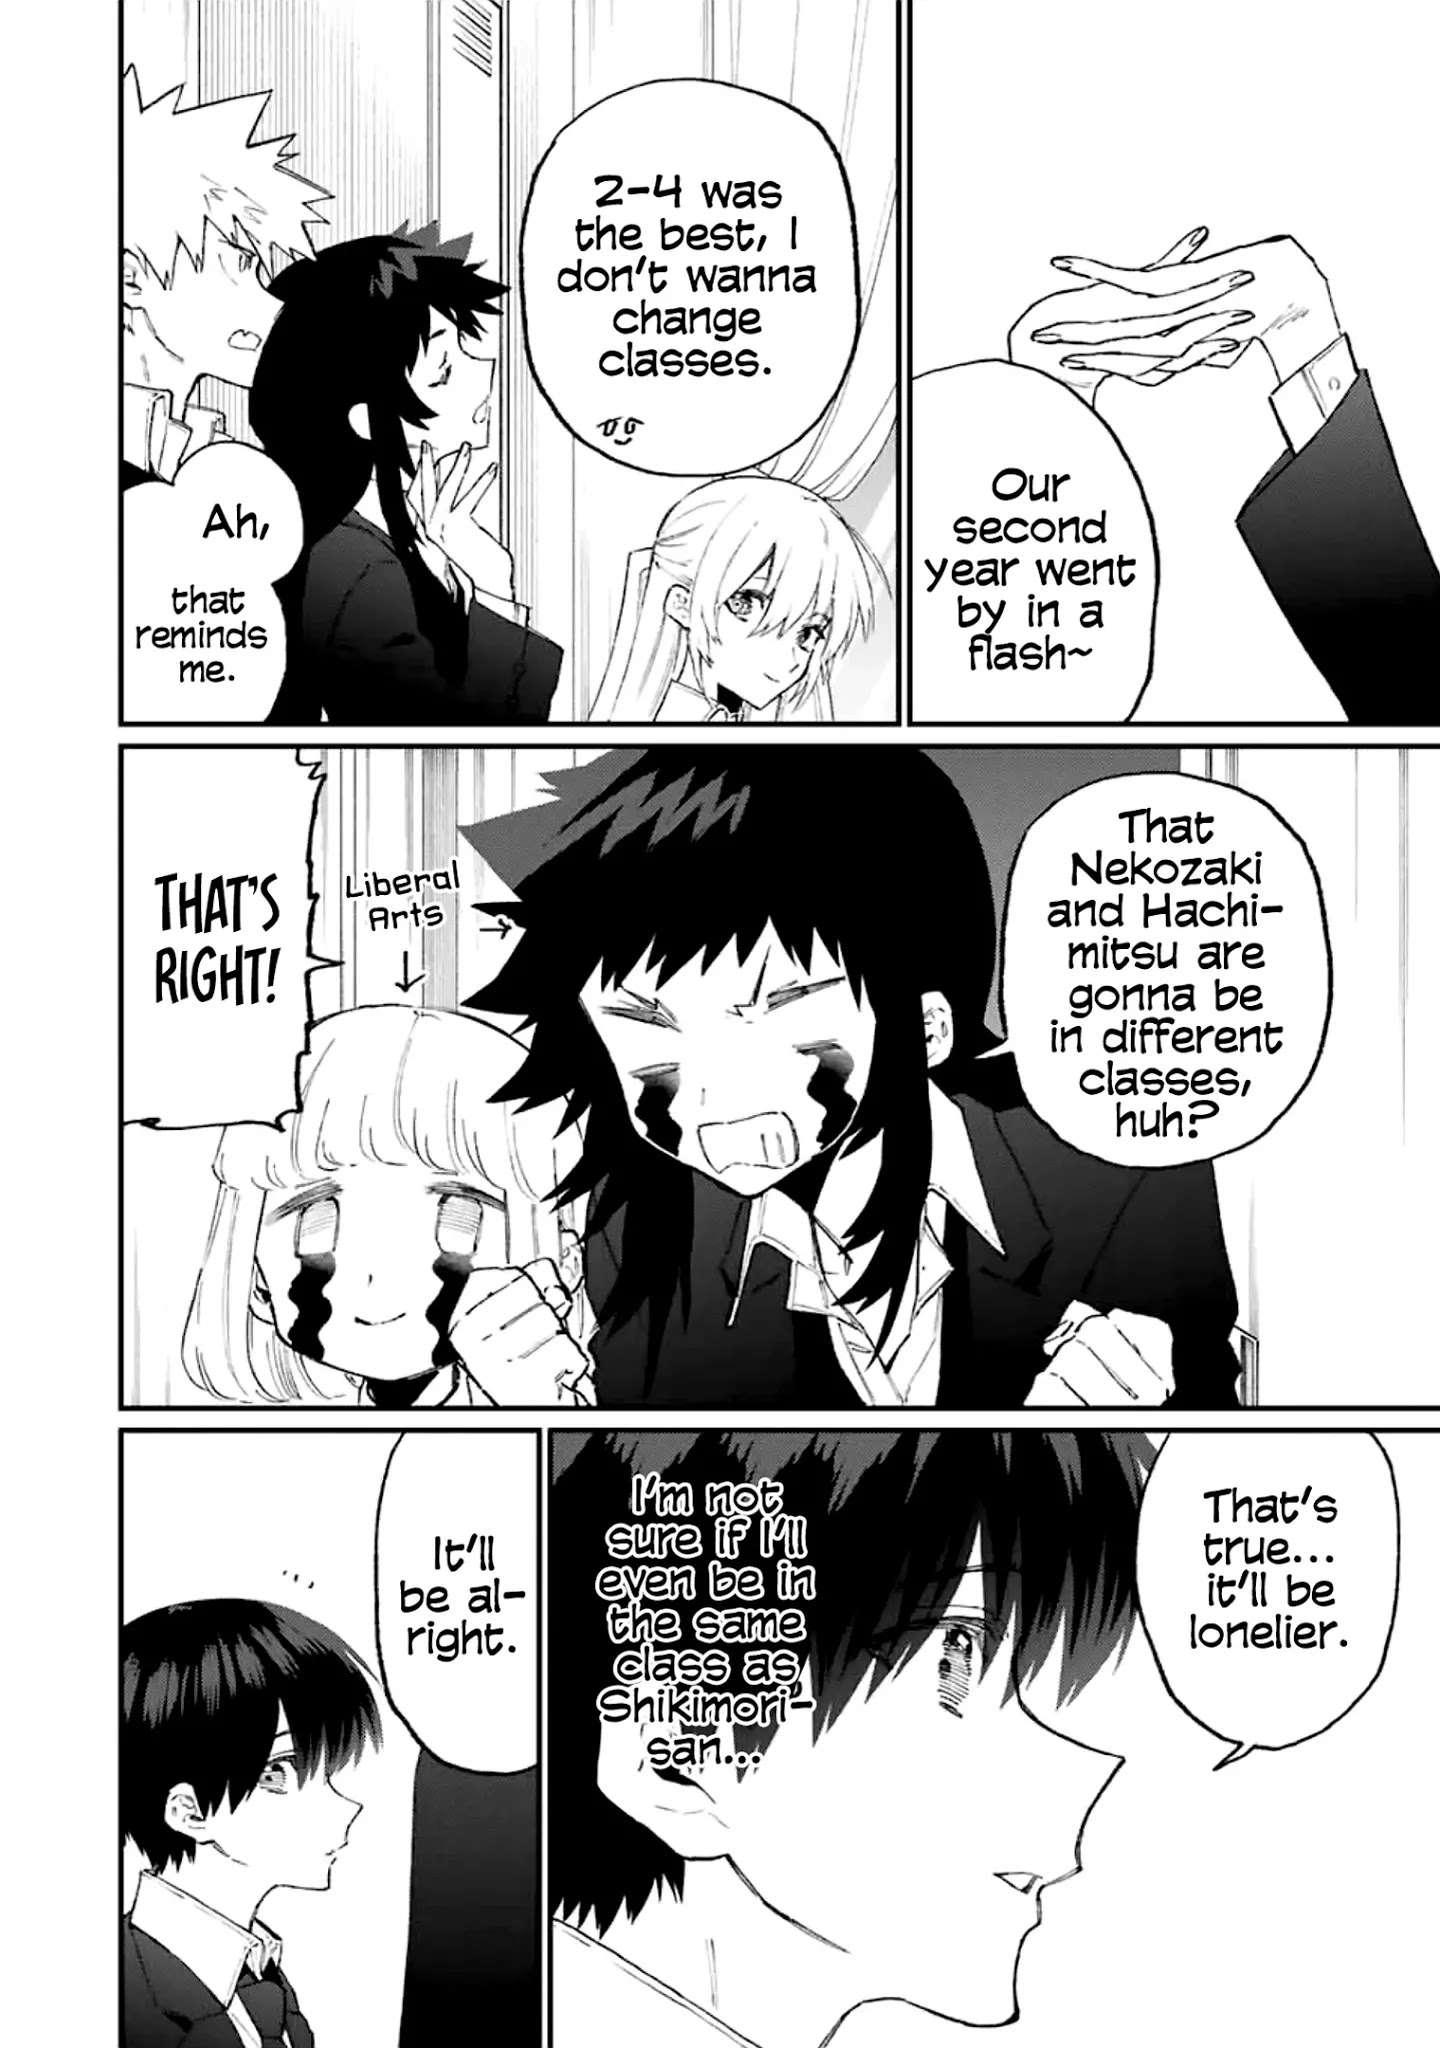 Our
second
year went
by in a
flash~
2-4 was
the best, I
don't wanna
change
classes.
Ah,
that
reminds
me.
That
Nekozaki
and Hachi-
mitsu are
gonna be
in different
classes,
huh?
Liberal
Arts
THAT'S
RIGHT!
That's
true...
it'll be
lonelier.
I'm not
sure if I'll
even be in
the same
class as
Shikimori-
san...
It'll
be al-
right.